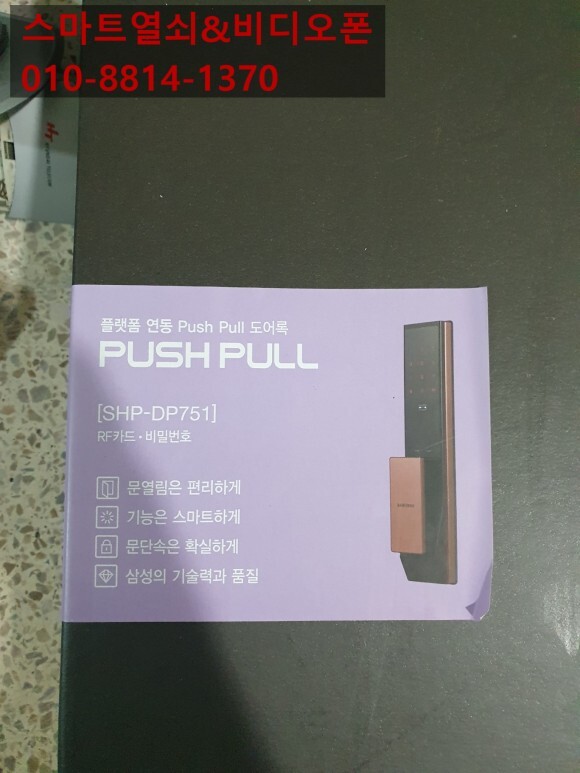 스마트열쇠&비디오폰
010-8814-1370
플랫폼 연동 Push Pull 도어록
PUSH PULL
[SHP-DP751]
RF카드·비밀번호
문열림은 편리하게
기능은 스마트하게
문단속은 확실하게
삼성의 기술력과 품질